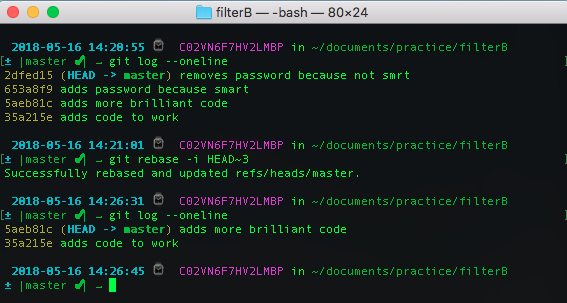 filterB — -bash — 80×24
2018-05-16 14:20:55 C02VN6F7HV2LMBP in ~/documents/practice/filterB
[± |master ✔] → git log --oneline
2dfed15 (HEAD -> master) removes password because not smrt
653a8f9 adds password because smart
5aeb81c adds more brilliant code
35a215e adds code to work
2018-05-16 14:21:01 C02VN6F7HV2LMBP in ~/documents/practice/filterB
[± |master ✔] → git rebase -i HEAD~3
Successfully rebased and updated refs/heads/master.
2018-05-16 14:26:31 C02VN6F7HV2LMBP in ~/documents/practice/filterB
[± |master ✔] → git log --oneline
5aeb81c (HEAD -> master) adds more brilliant code
35a215e adds code to work
2018-05-16 14:26:45 C02VN6F7HV2LMBP in ~/documents/practice/filterB
± |master ✔| →